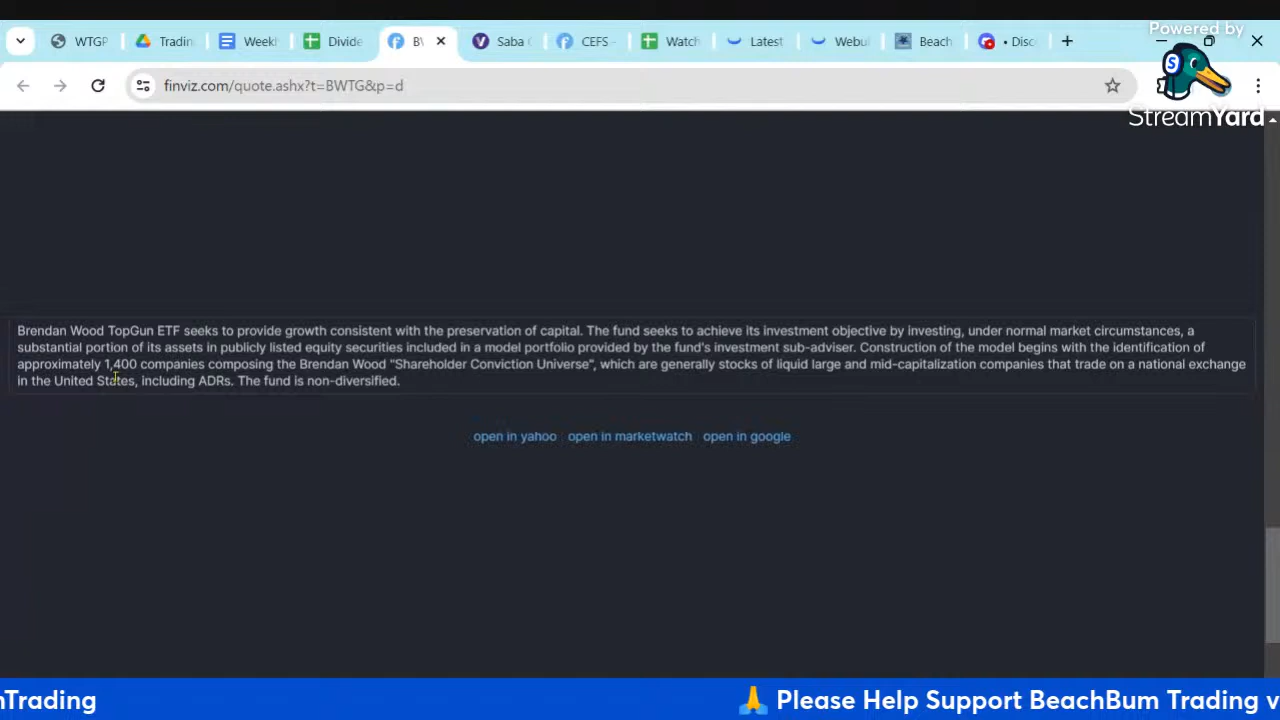 Powered by
WTGP
Tradin
Weekl
Divide
BW
Saba C
CEFS -
Watch
Latest
Webul
Beach
• Disc
finviz.com/quote.ashx?t=BWTG&p=d
S
StreamYard
Brendan Wood TopGun ETF seeks to provide growth consistent with the preservation of capital. The fund seeks to achieve its investment objective by investing, under normal market circumstances, a
substantial portion of its assets in publicly listed equity securities included in a model portfolio provided by the fund's investment sub-adviser. Construction of the model begins with the identification of
approximately 1,400 companies composing the Brendan Wood "Shareholder Conviction Universe", which are generally stocks of liquid large and mid-capitalization companies that trade on a national exchange
in the United States, including ADRs. The fund is non-diversified.
open in yahoo open in marketwatch open in google
nTrading
🙏 Please Help Support BeachBum Trading v